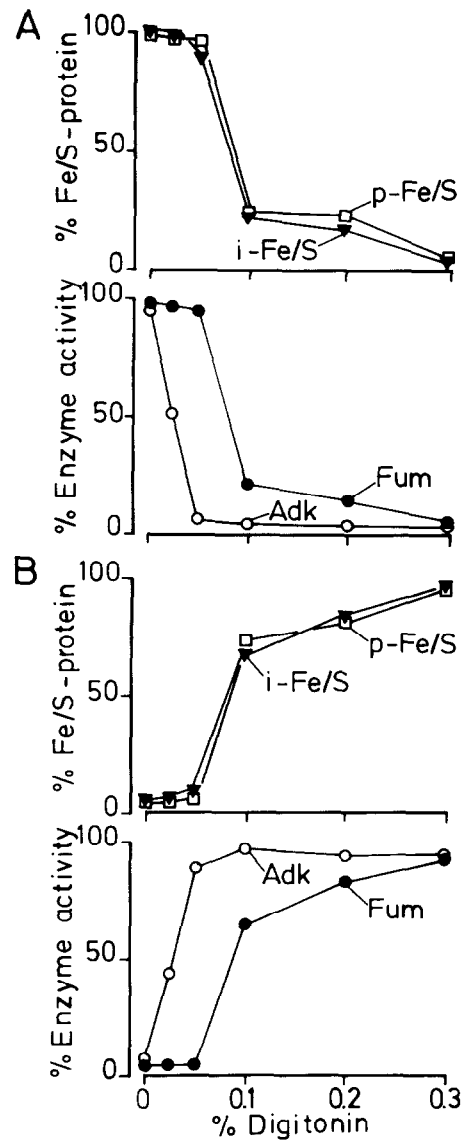 A
% Fe/S-protein
100
50
0
p-Fe/S
i-Fe/S
% Enzyme activity
100
50
0
Fum
Adk
B
% Fe/S-protein
100
50
0
p-Fe/S
i-Fe/S
% Enzyme activity
100
50
0
Adk
Fum
0 0.1 0.2 0.3
% Digitonin